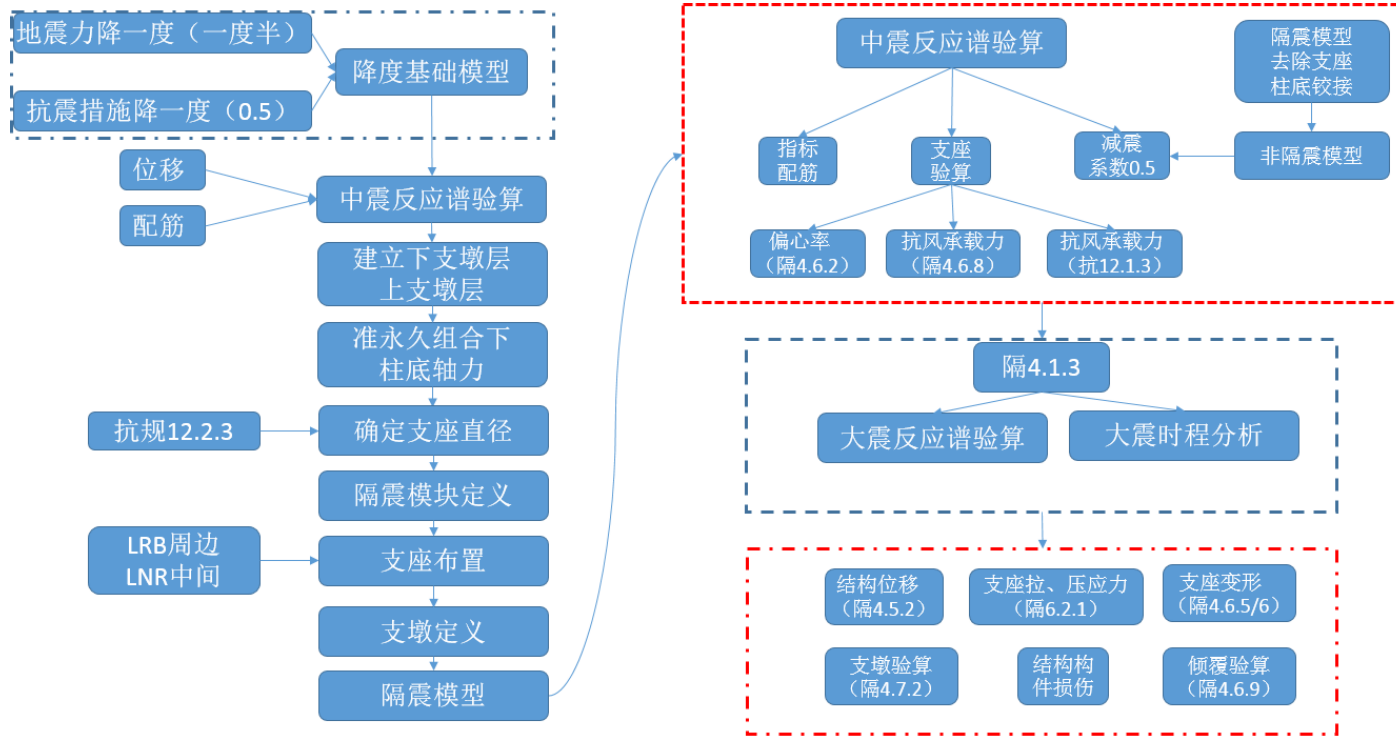 地震力降一度（一度半）
抗震措施降一度（0.5）
降度基础模型
位移
配筋
中震反应谱验算
建立下支墩层
上支墩层
准永久组合下
柱底轴力
抗规12.2.3
确定支座直径
隔震模块定义
LRB周边
LNR中间
支座布置
支墩定义
隔震模型
中震反应谱验算
隔震模型
去除支座
柱底铰接
指标
配筋
支座
验算
减震
系数0.5
非隔震模型
偏心率
（隔4.6.2）
抗风承载力
（隔4.6.8）
抗风承载力
（抗12.1.3）
隔4.1.3
大震反应谱验算
大震时程分析
结构位移
（隔4.5.2）
支座拉、压应力
（隔6.2.1）
支座变形
（隔4.6.5/6）
支墩验算
（隔4.7.2）
结构构
件损伤
倾覆验算
（隔4.6.9）